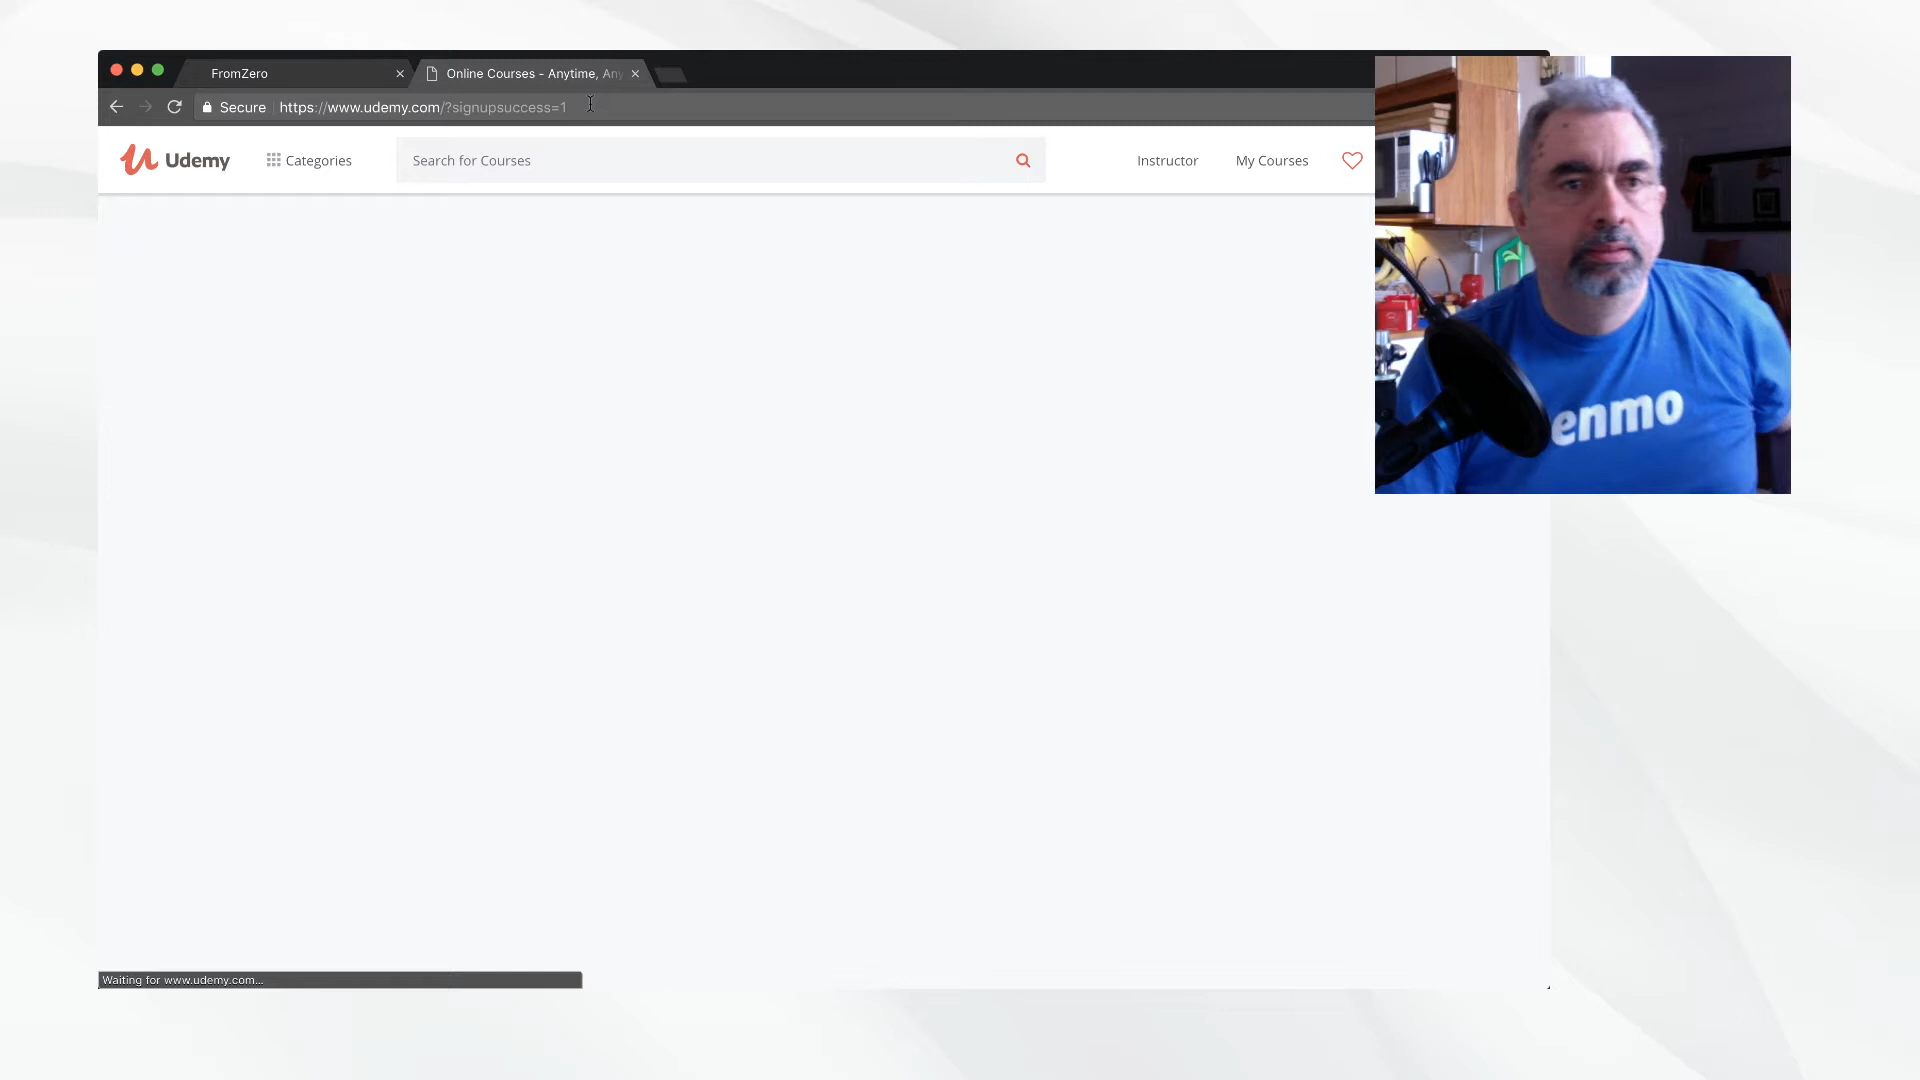 FromZero
Online Courses - Anytime, Any
Secure https://www.udemy.com/?signupsuccess=1
Udemy
Categories
Search for Courses
Instructor
My Courses
enmo
Waiting for www.udemy.com...